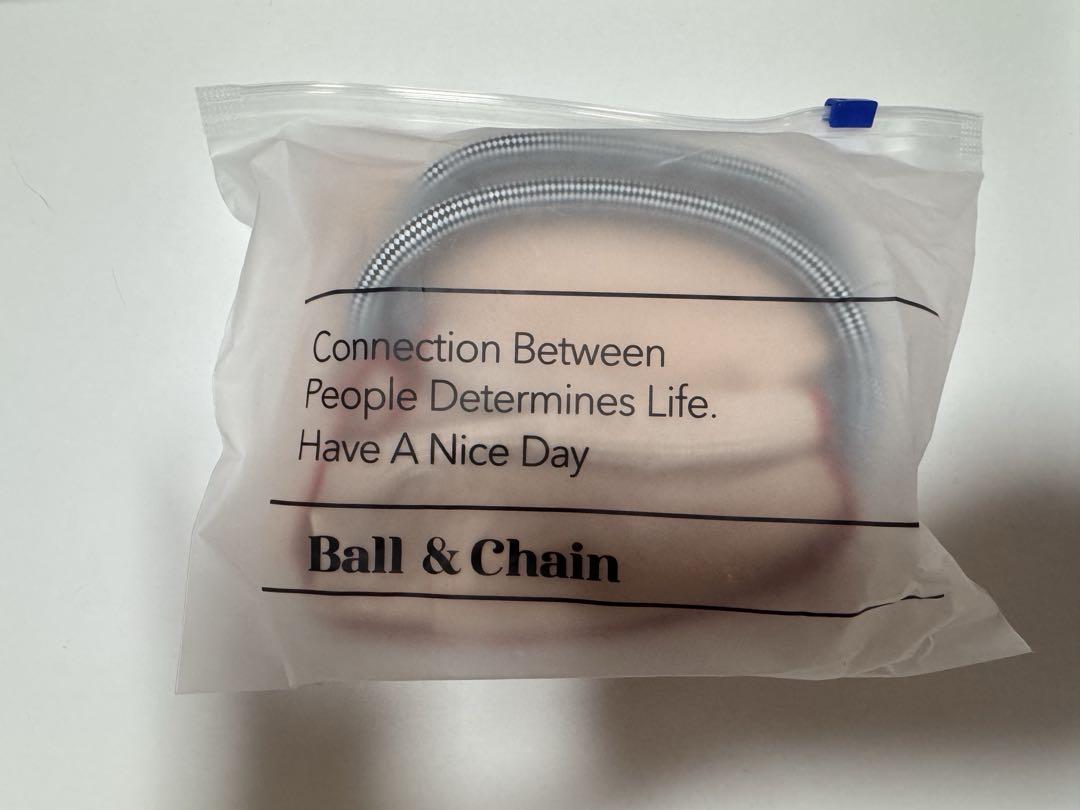 Connection Between
People Determines Life.
Have A Nice Day
Ball & Chain